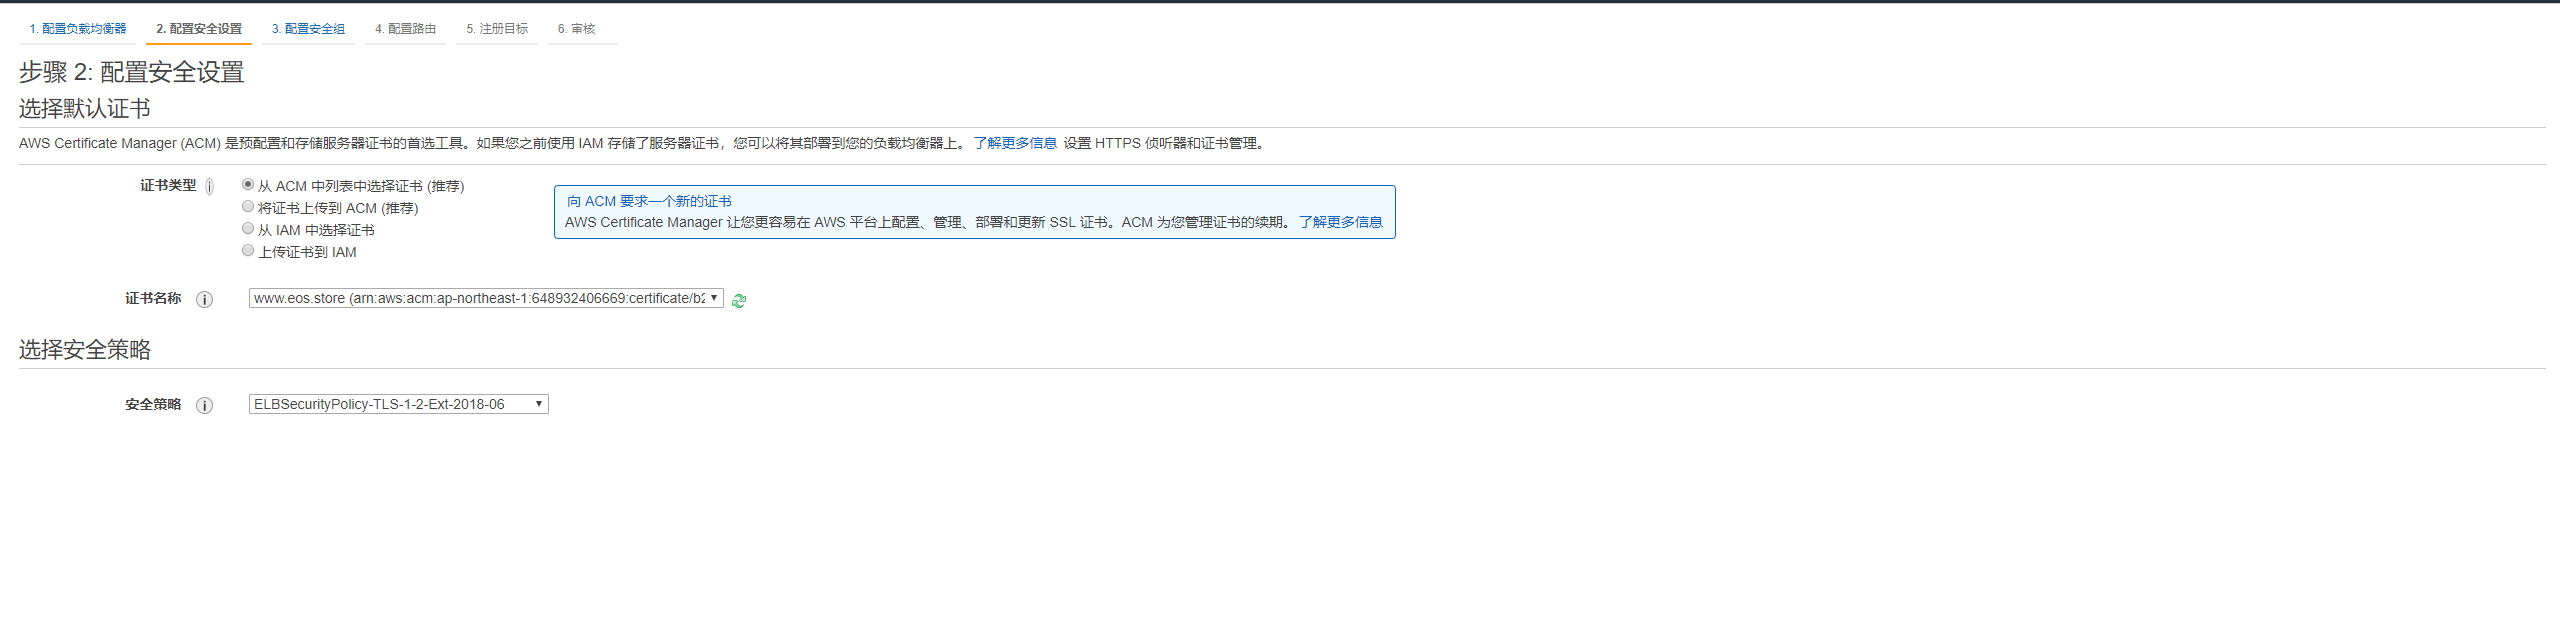 1. 配置负载均衡器 2. 配置安全设置 3. 配置安全组 4. 配置路由 5. 注册目标 6. 审核
步骤 2: 配置安全设置
选择默认证书
AWS Certificate Manager (ACM) 是预配置和存储服务器证书的首选工具。如果您之前使用 IAM 存储了服务器证书，您可以将其部署到您的负载均衡器上。 了解更多信息 设置 HTTPS 侦听器和证书管理。
证书类型 i 从 ACM 中列表中选择证书 (推荐)
将证书上传到 ACM (推荐)
从 IAM 中选择证书
上传证书到 IAM
向 ACM 要求一个新的证书
AWS Certificate Manager 让您更容易在 AWS 平台上配置、管理、部署和更新 SSL 证书。ACM 为您管理证书的续期。 了解更多信息
证书名称 i www.eos.store (arn:aws:acm:ap-northeast-1:648932406669:certificate/b2
选择安全策略
安全策略 i ELBSecurityPolicy-TLS-1-2-Ext-2018-06